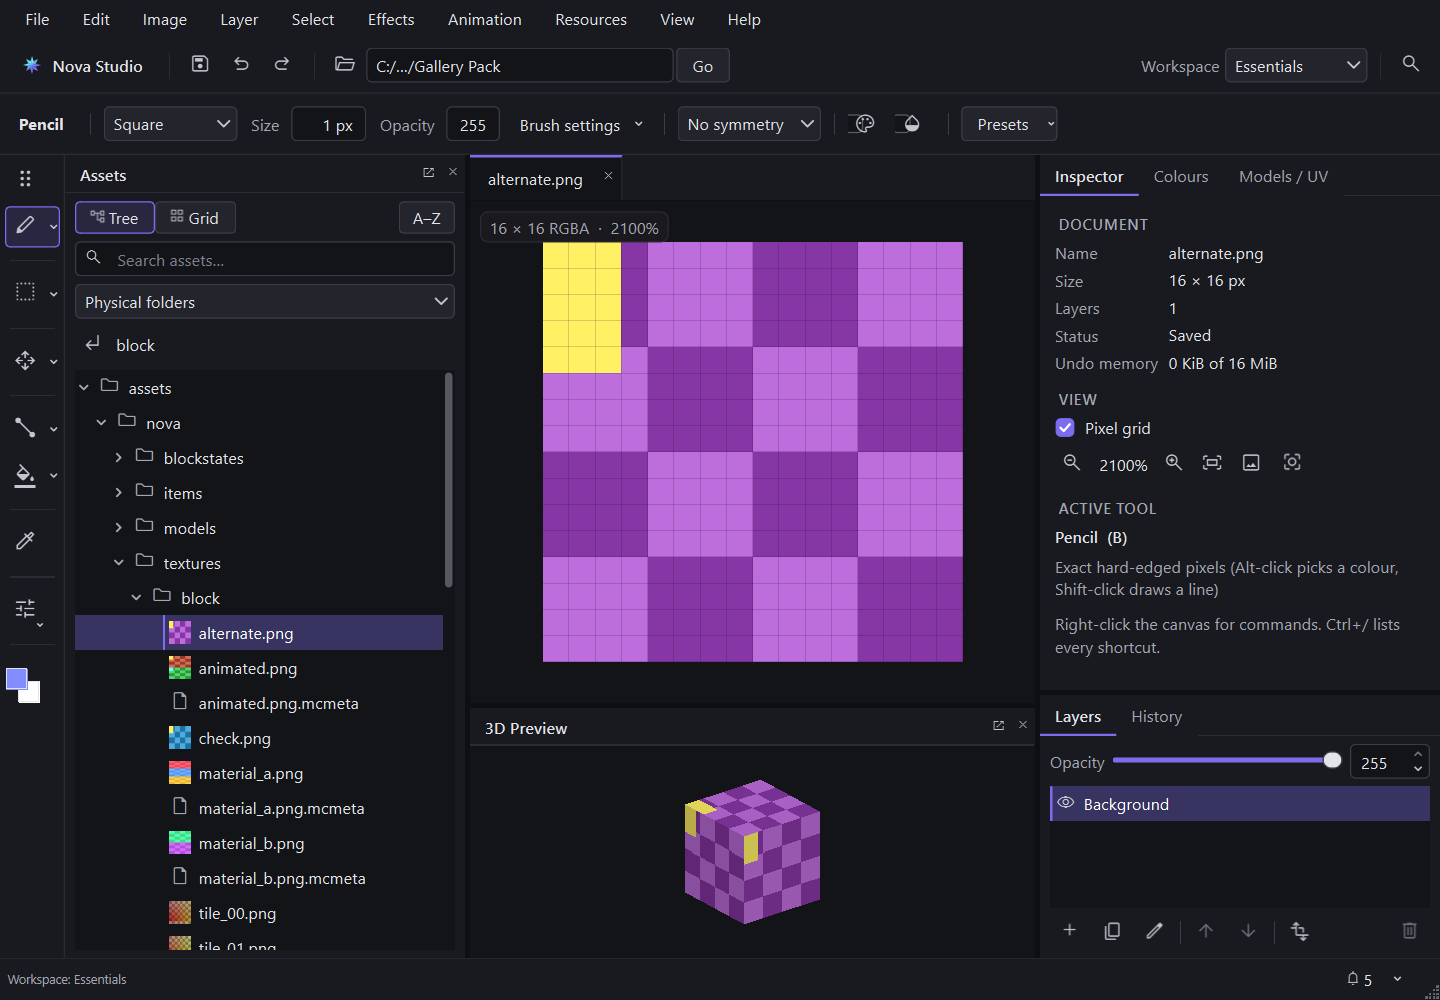 File Edit Image Layer Select Effects Animation Resources View Help
Nova Studio C:/.../Gallery Pack Go Workspace Essentials
Pencil Square Size 1 px Opacity 255 Brush settings No symmetry Presets
Assets
Tree Grid A–Z
Search assets...
Physical folders
block
assets
nova
blockstates
items
models
textures
block
alternate.png
animated.png
animated.png.mcmeta
check.png
material_a.png
material_a.png.mcmeta
material_b.png
material_b.png.mcmeta
tile_00.png
tile_01.png
alternate.png
16 × 16 RGBA · 2100%
3D Preview
Inspector Colours Models / UV
DOCUMENT
Name alternate.png
Size 16 × 16 px
Layers 1
Status Saved
Undo memory 0 KiB of 16 MiB
VIEW
Pixel grid
2100%
ACTIVE TOOL
Pencil (B)
Exact hard-edged pixels (Alt-click picks a colour,
Shift-click draws a line)
Right-click the canvas for commands. Ctrl+/ lists
every shortcut.
Layers History
Opacity 255
Background
Workspace: Essentials 5